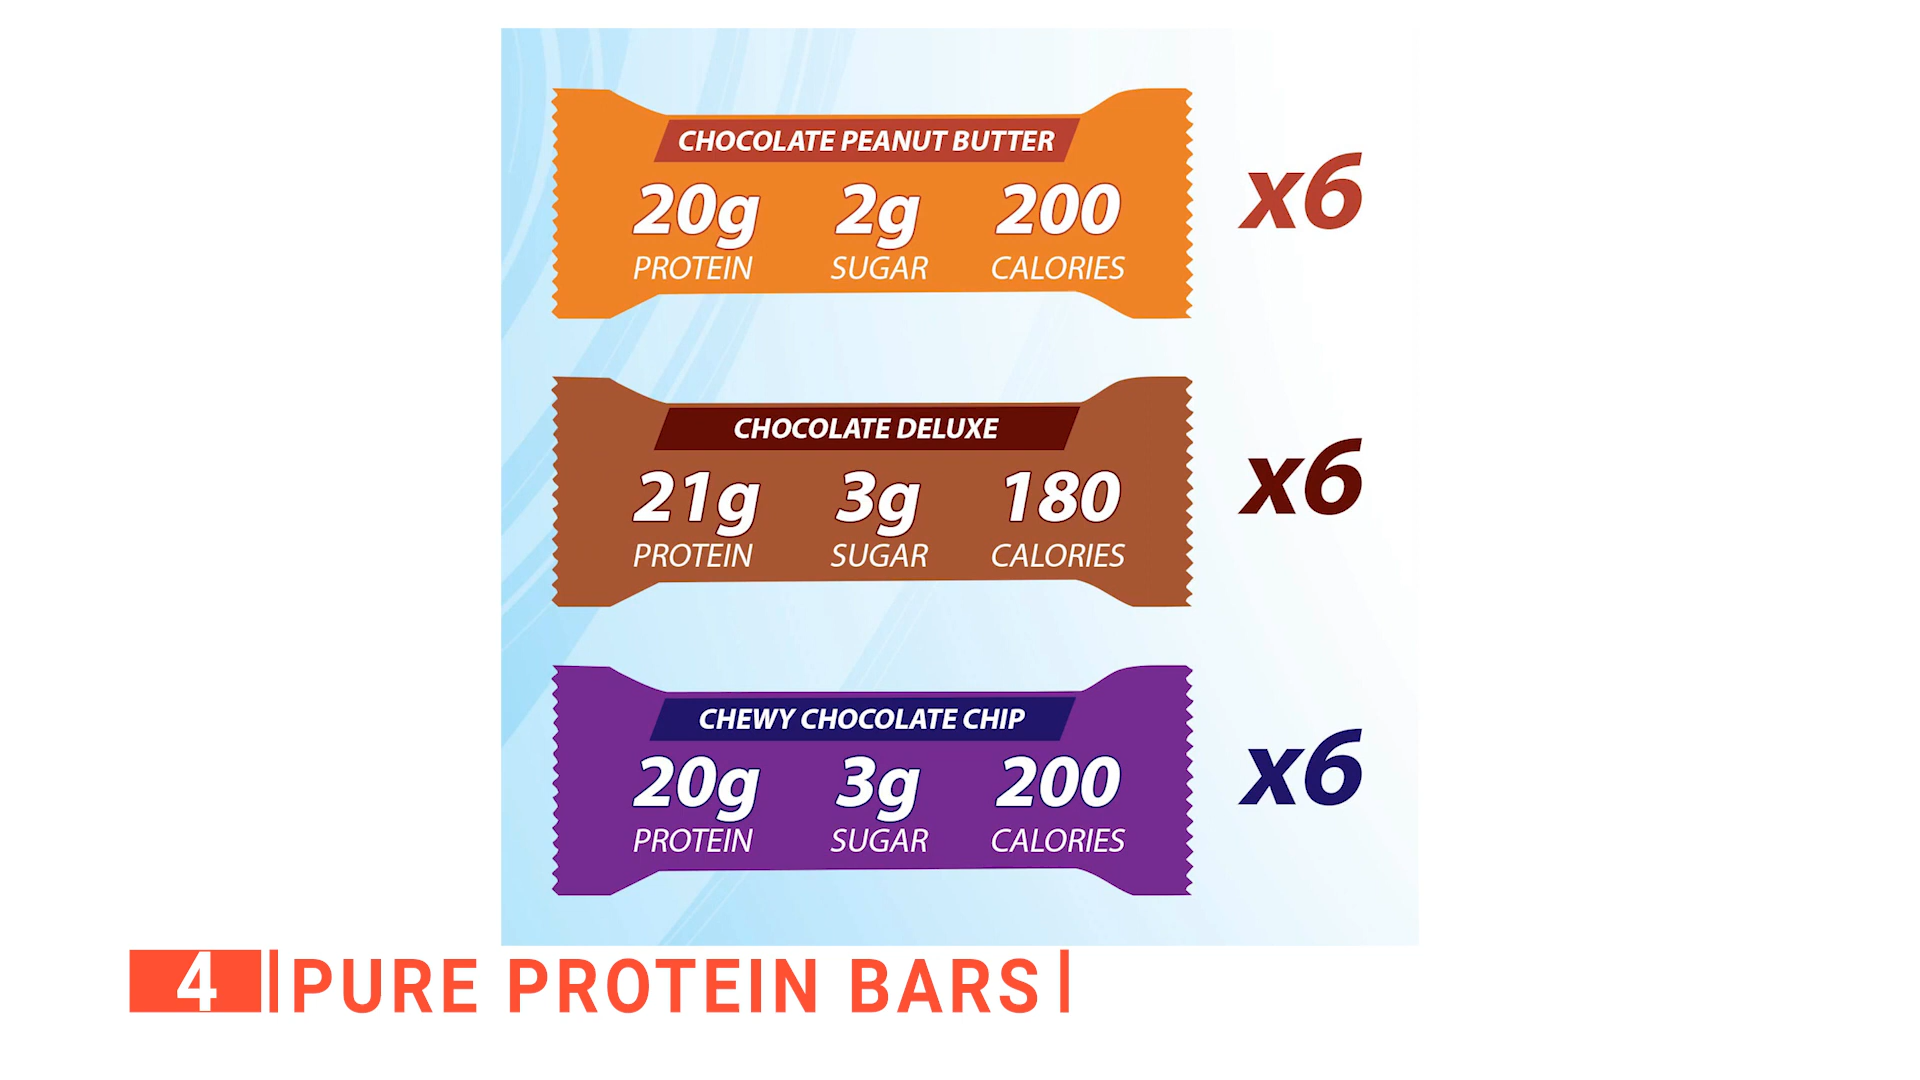 CHOCOLATE PEANUT BUTTER
20g 2g 200
PROTEIN SUGAR CALORIES
x6
CHOCOLATE DELUXE
21g 3g 180
PROTEIN SUGAR CALORIES
x6
CHEWY CHOCOLATE CHIP
20g 3g 200
PROTEIN SUGAR CALORIES
x6
4 PURE PROTEIN BARS